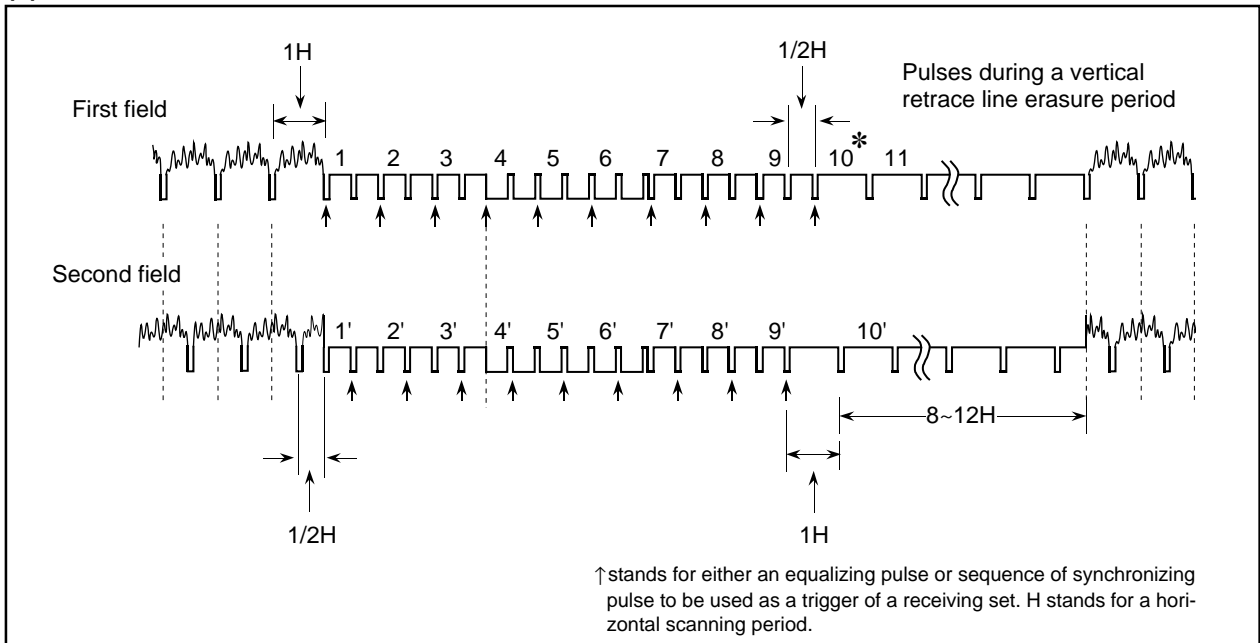 1H
1/2H
Pulses during a vertical
retrace line erasure period
First field
1 2 3 4 5 6 7 8 9 10* 11
Second field
1' 2' 3' 4' 5' 6' 7' 8' 9' 10'
8~12H
1/2H
1H
↑stands for either an equalizing pulse or sequence of synchronizing
pulse to be used as a trigger of a receiving set. H stands for a hori-
zontal scanning period.